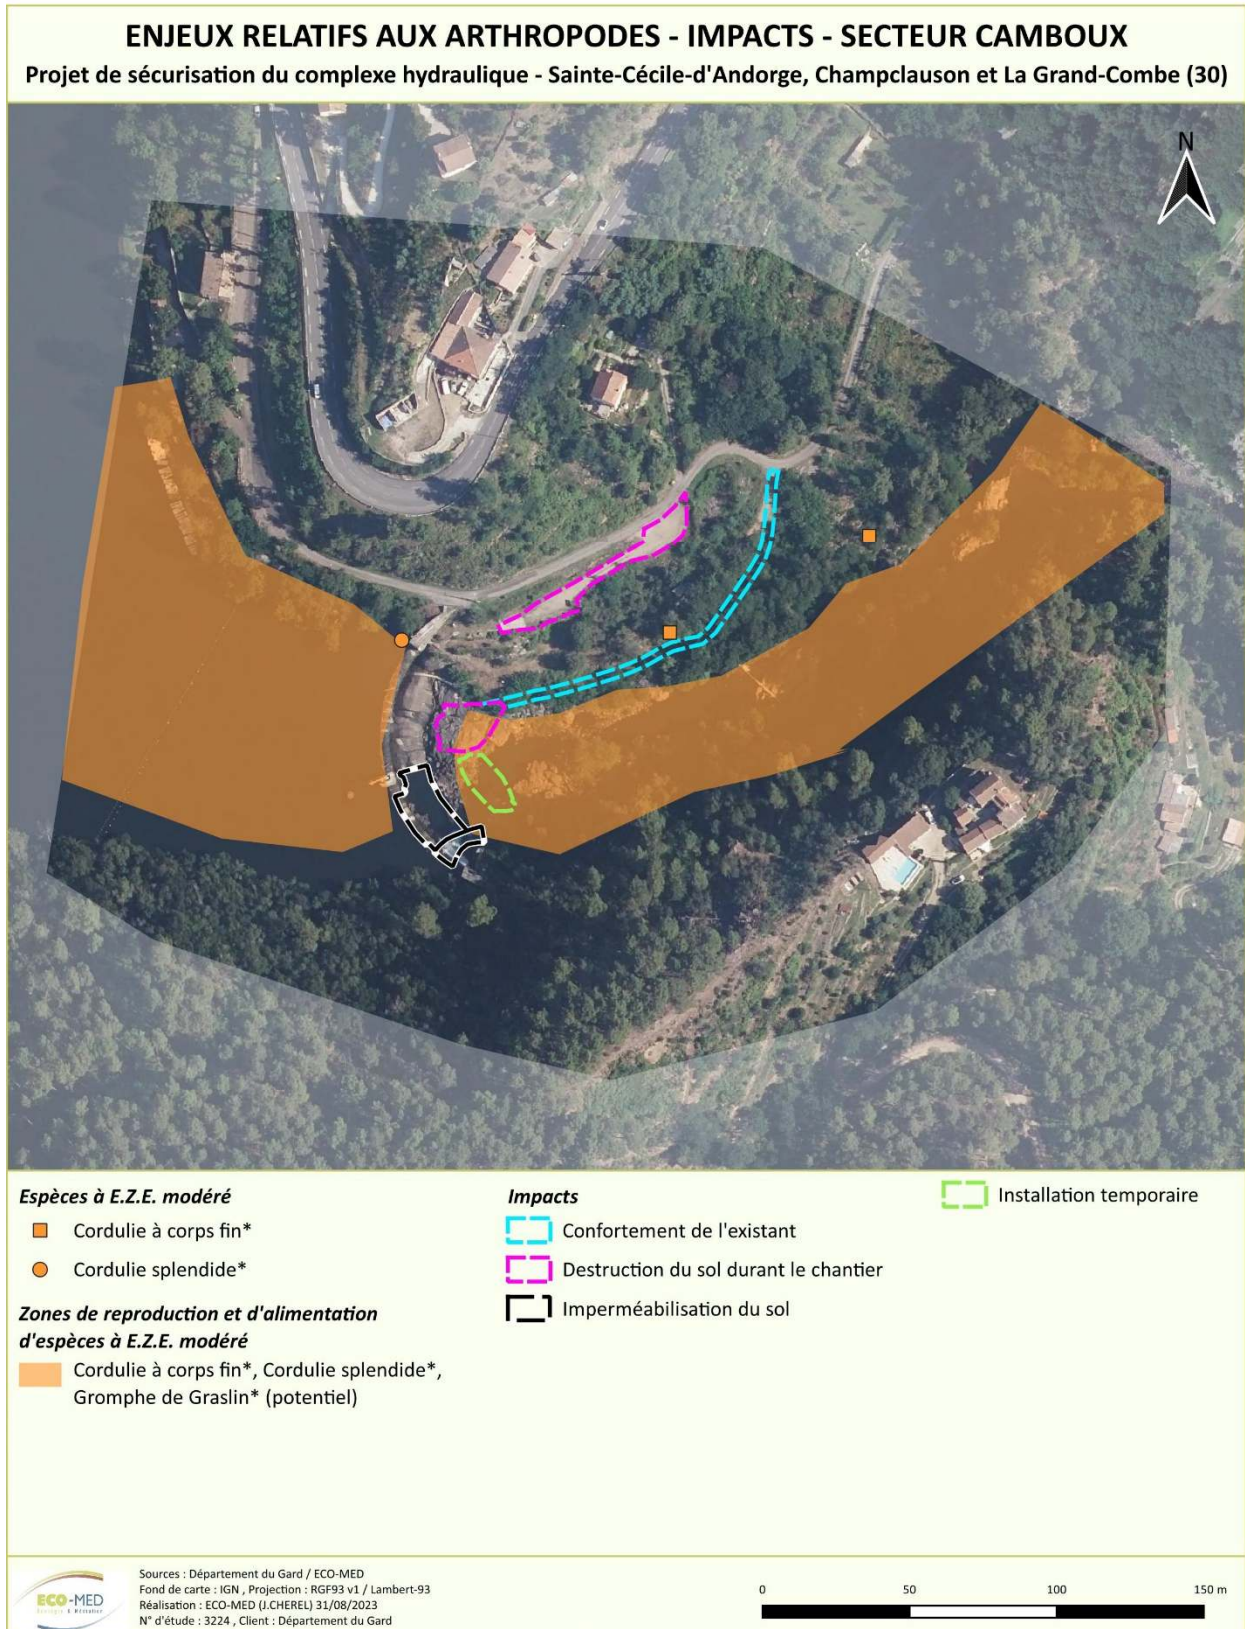 ENJEUX RELATIFS AUX ARTHROPODES - IMPACTS - SECTEUR CAMBOUX
Projet de sécurisation du complexe hydraulique - Sainte-Cécile-d'Andorge, Champclauson et La Grand-Combe (30)
N
Espèces à E.Z.E. modéré
Cordulie à corps fin*
Cordulie splendide*
Zones de reproduction et d'alimentation
d'espèces à E.Z.E. modéré
Cordulie à corps fin*, Cordulie splendide*,
Gromphe de Graslin* (potentiel)
Impacts
Confortement de l'existant
Destruction du sol durant le chantier
Imperméabilisation du sol
Installation temporaire
ECO-MED
Sources : Département du Gard / ECO-MED
Fond de carte : IGN , Projection : RGF93 v1 / Lambert-93
Réalisation : ECO-MED (J.CHEREL) 31/08/2023
N° d'étude : 3224 , Client : Département du Gard
0 50 100 150 m